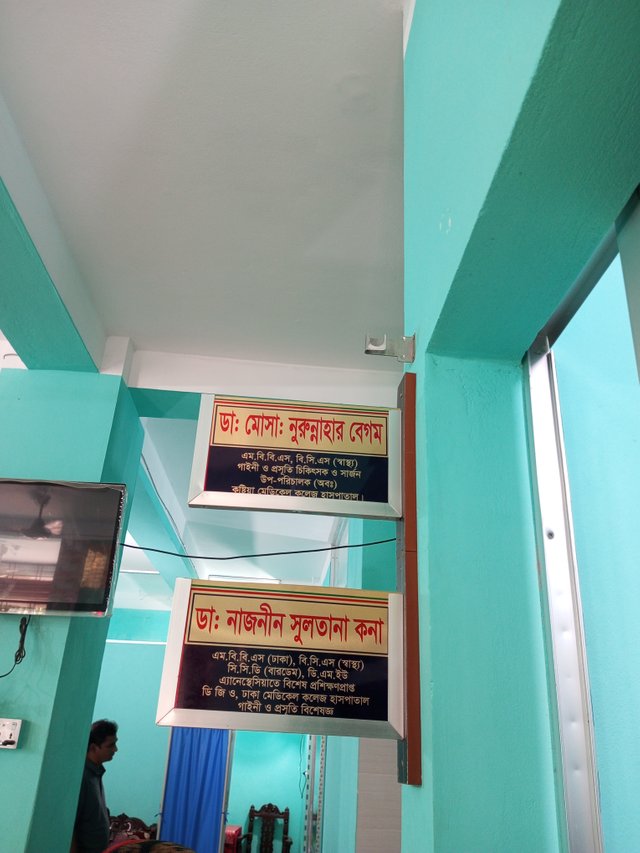 ডা: মোসা: নুরুন্নাহার বেগম
এম.বি.বি.এস, বি.সি.এস (স্বাস্থ্য)
গাইনী ও প্রসূতি চিকিৎসক ও সার্জন
উপ-পরিচালক (অবঃ)
কুষ্টিয়া মেডিকেল কলেজ হাসপাতাল।
ডা: নাজনীন সুলতানা কনা
এম.বি.বি.এস (ঢাকা), বি.সি.এস (স্বাস্থ্য)
সি.সি.ডি (বারডেম), ডি.এম.ইউ
এ্যানেস্থেসিয়াতে বিশেষ প্রশিক্ষণপ্রাপ্ত
ডি জি ও, ঢাকা মেডিকেল কলেজ হাসপাতাল
গাইনী ও প্রসূতি বিশেষজ্ঞ